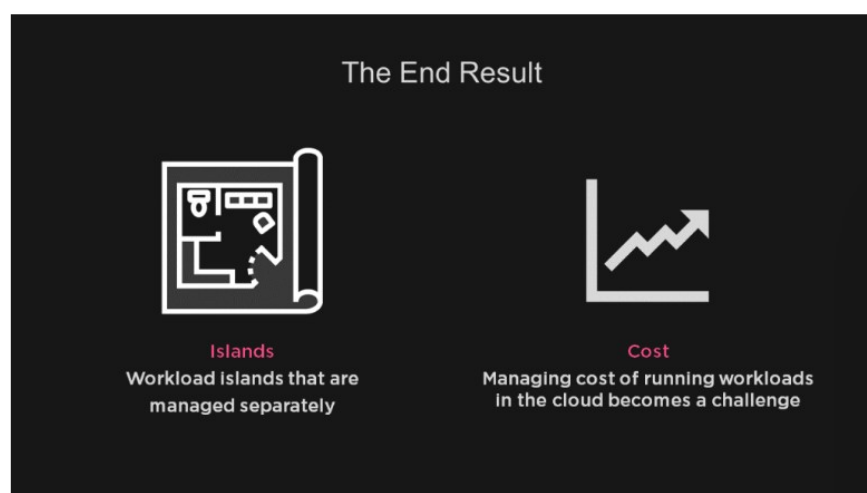 The End Result
Islands
Workload islands that are
managed separately
Cost
Managing cost of running workloads
in the cloud becomes a challenge